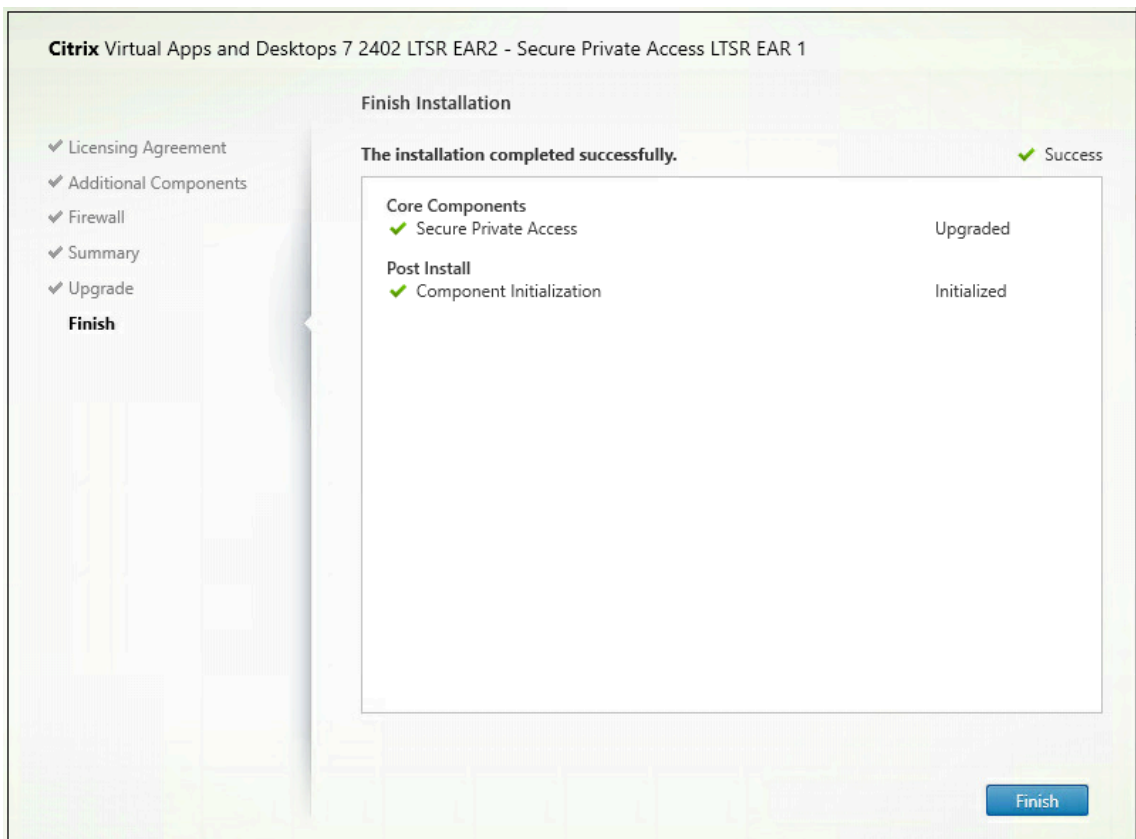 Citrix Virtual Apps and Desktops 7 2402 LTSR EAR2 - Secure Private Access LTSR EAR 1
Finish Installation
Licensing Agreement
Additional Components
Firewall
Summary
Upgrade
Finish
The installation completed successfully.
Success
Core Components
Secure Private Access Upgraded
Post Install
Component Initialization Initialized
Finish